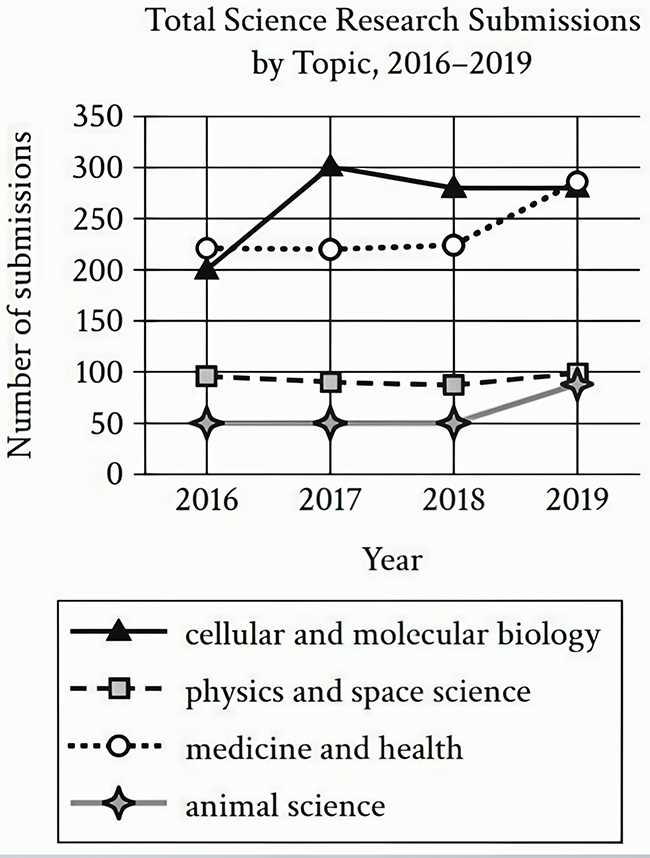 Total Science Research Submissions
by Topic, 2016–2019
Number of submissions
350
300
250
200
150
100
50
0
2016 2017 2018 2019
Year
cellular and molecular biology
physics and space science
medicine and health
animal science